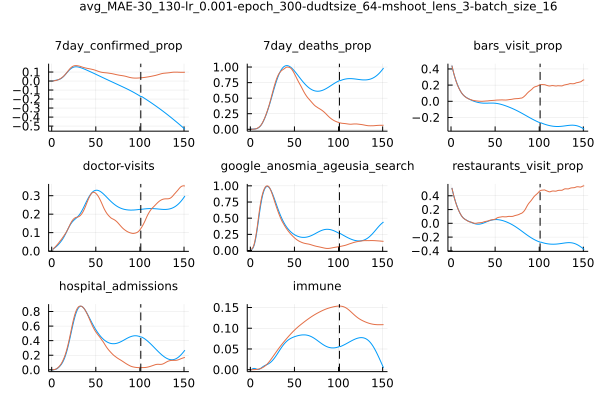 avg_MAE-30_130-lr_0.001-epoch_300-dudtsize_64-mshoot_lens_3-batch_size_16
7day_confirmed_prop
0.1
0.0
−0.1
−0.2
−0.3
−0.4
−0.5
0 50 100 150
7day_deaths_prop
1.00
0.75
0.50
0.25
0.00
0 50 100 150
bars_visit_prop
0.4
0.2
0.0
−0.2
0 50 100 150
doctor-visits
0.3
0.2
0.1
0.0
0 50 100 150
google_anosmia_ageusia_search
1.00
0.75
0.50
0.25
0.00
0 50 100 150
restaurants_visit_prop
0.4
0.2
0.0
−0.2
−0.4
0 50 100 150
hospital_admissions
0.8
0.6
0.4
0.2
0.0
0 50 100 150
immune
0.15
0.10
0.05
0.00
0 50 100 150